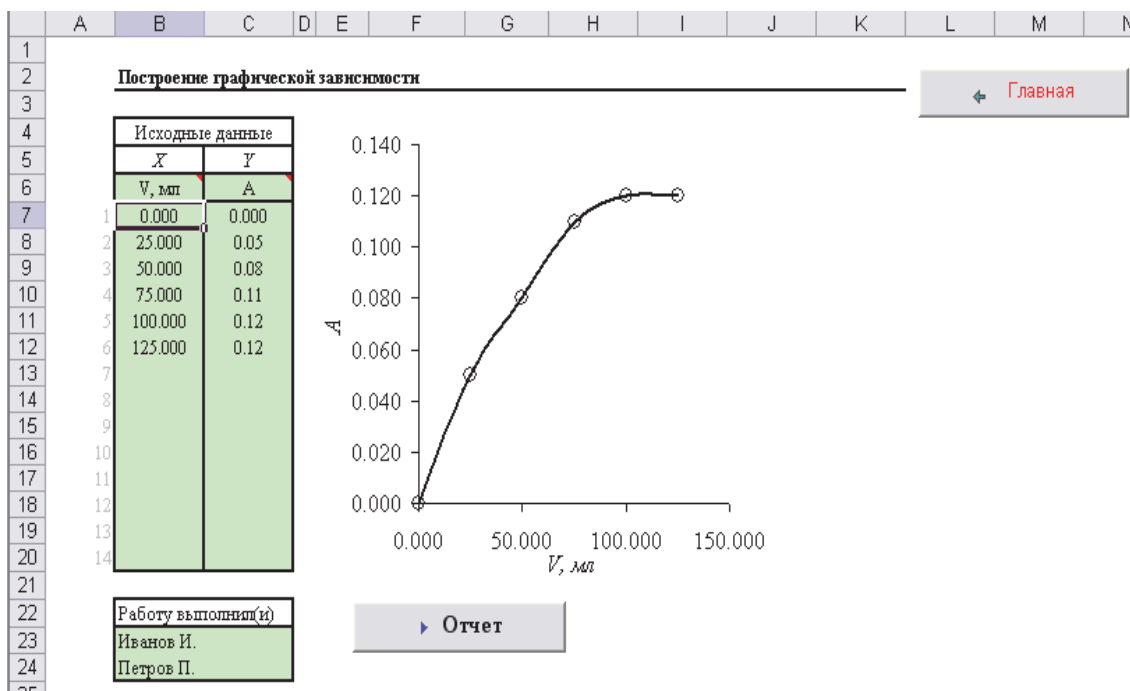 A B C D E F G H I J K L M N
1
2 Построение графической зависимости
Главная
3
4 Исходные данные
5 X Y
6 V, мл A
7 1 0.000 0.000
8 2 25.000 0.05
9 3 50.000 0.08
10 4 75.000 0.11
11 5 100.000 0.12
12 6 125.000 0.12
13 7
14 8
15 9
16 10
17 11
18 12
19 13
20 14
21
22 Работу выполнил(и)
23 Иванов И.
24 Петров П.
25
0.140
0.120
0.100
0.080
A
0.060
0.040
0.020
0.000
0.000 50.000 100.000 150.000
V, мл
Отчет